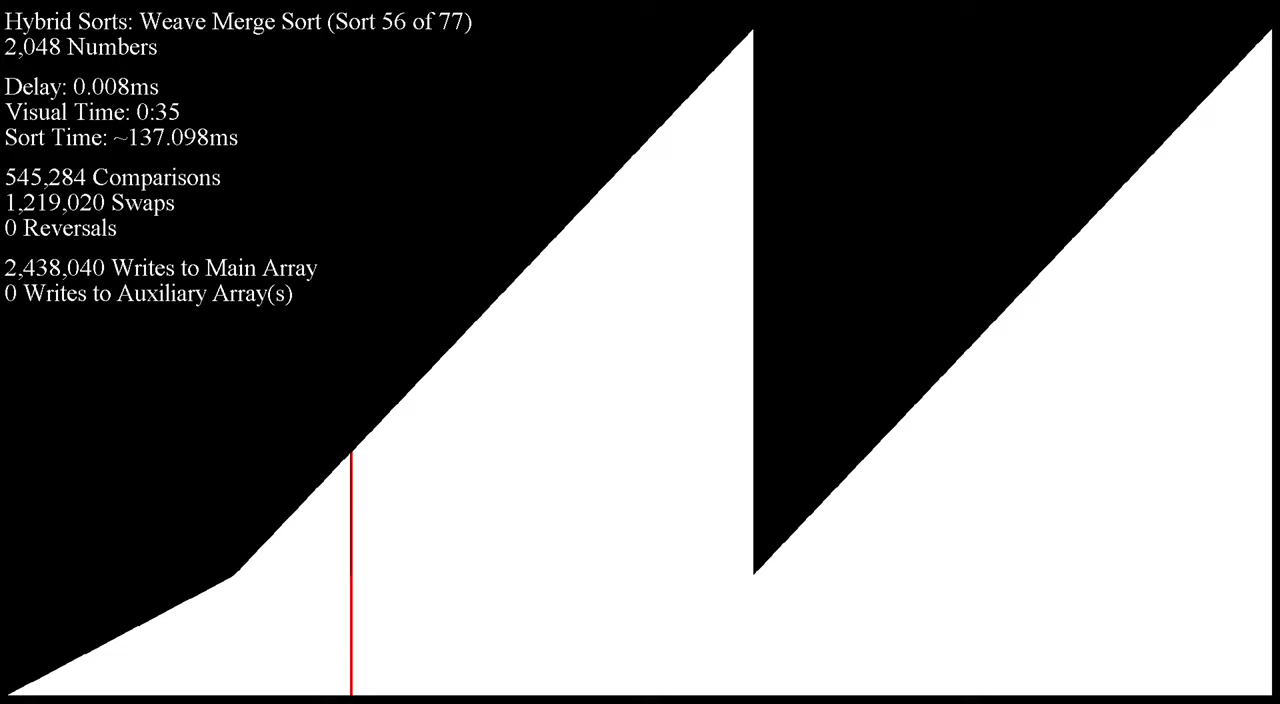 Hybrid Sorts: Weave Merge Sort (Sort 56 of 77)
2,048 Numbers
Delay: 0.008ms
Visual Time: 0:35
Sort Time: ~137.098ms
545,284 Comparisons
1,219,020 Swaps
0 Reversals
2,438,040 Writes to Main Array
0 Writes to Auxiliary Array(s)